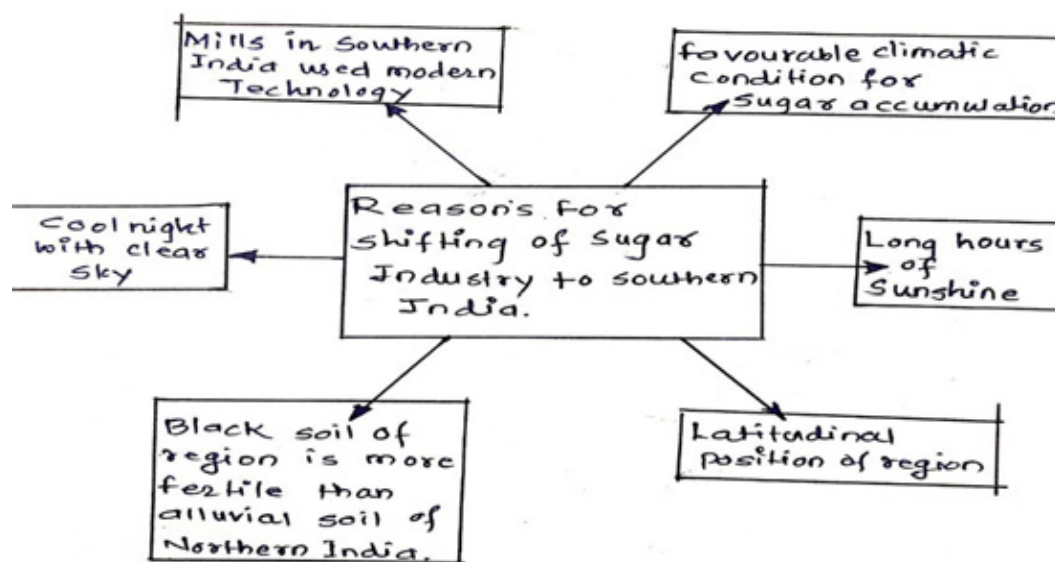 Mills in Southern
India used modern
Technology
favourable climatic
condition for
sugar accumulation
Reason's for
shifting of sugar
Industry to southern
India.
Cool night
with clear
sky
Long hours
of
Sunshine
Black soil of
region is more
feztile than
alluvial soil of
Northern India.
Latitudinal
position of region